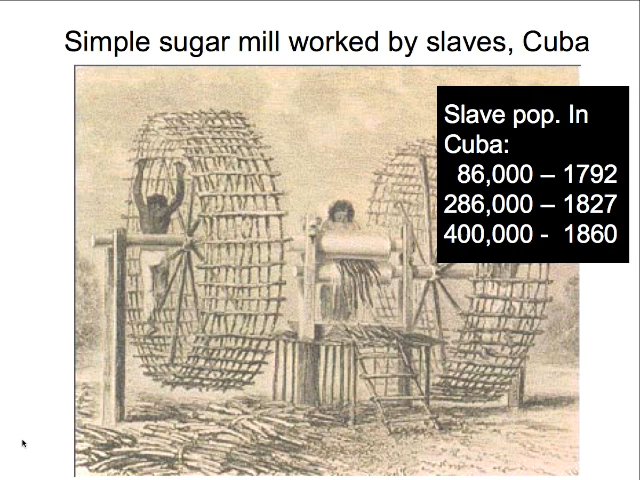 Simple sugar mill worked by slaves, Cuba
Slave pop. In
Cuba:
86,000 – 1792
286,000 – 1827
400,000 - 1860